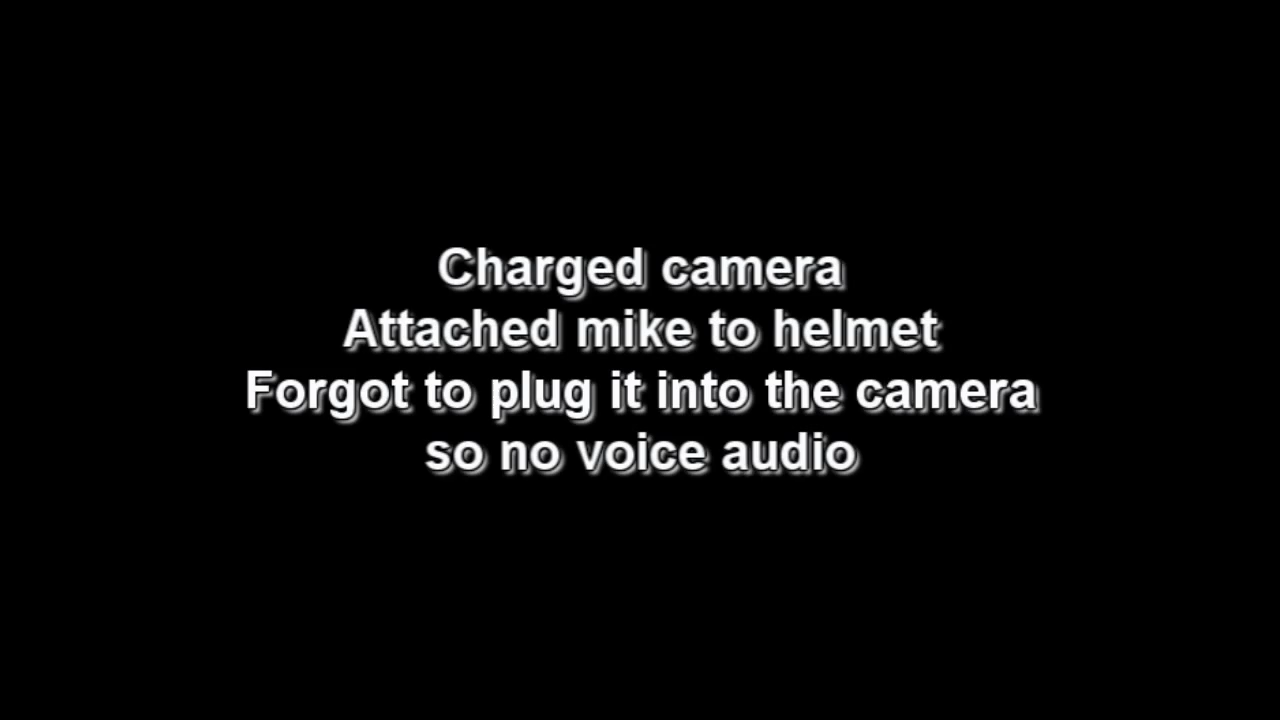 Charged camera
Attached mike to helmet
Forgot to plug it into the camera
so no voice audio